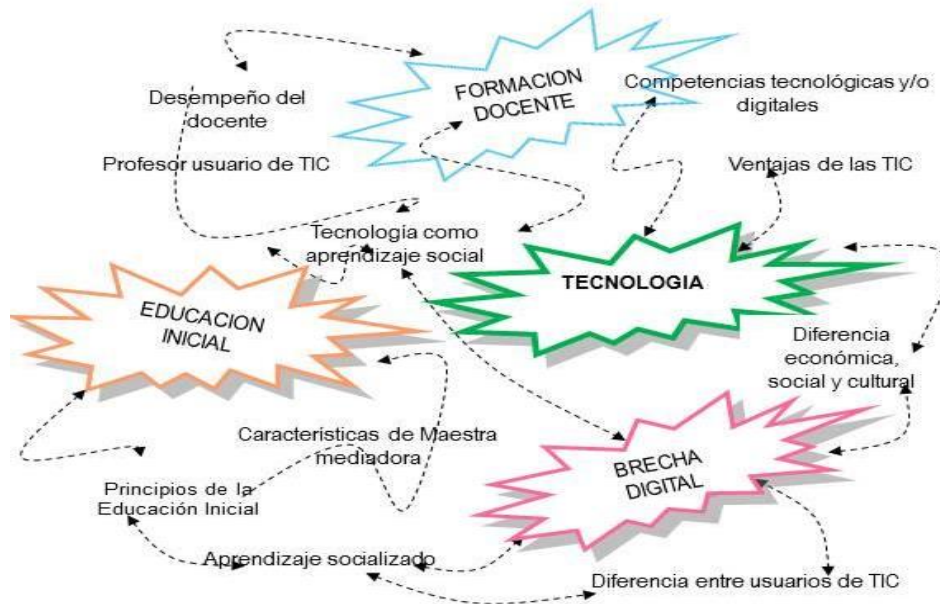 FORMACION
DOCENTE
Competencias tecnológicas y/o
digitales
Desempeño del
docente
Profesor usuario de TIC
Ventajas de las TIC
Tecnología como
aprendizaje social
TECNOLOGIA
EDUCACION
INICIAL
Diferencia
económica,
social y cultural
Características de Maestra
mediadora
BRECHA
DIGITAL
Principios de la
Educación Inicial
Aprendizaje socializado
Diferencia entre usuarios de TIC